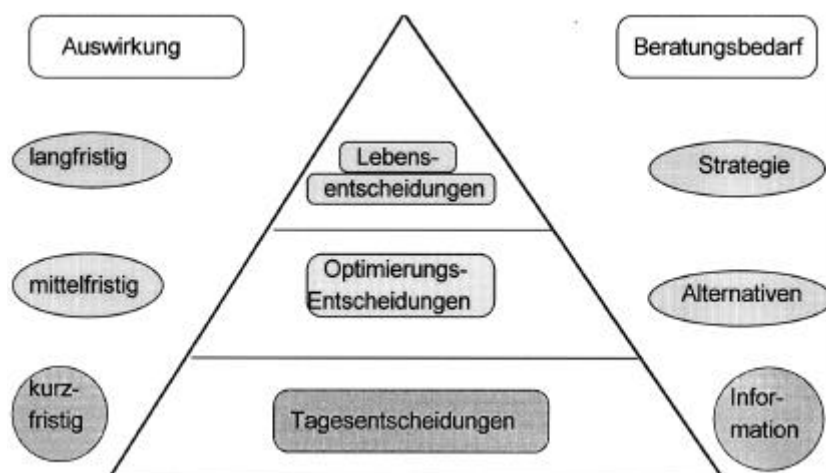 Auswirkung
Beratungsbedarf
langfristig
Lebens-
entscheidungen
Strategie
mittelfristig
Optimierungs-
Entscheidungen
Alternativen
kurz-
fristig
Tagesentscheidungen
Infor-
mation